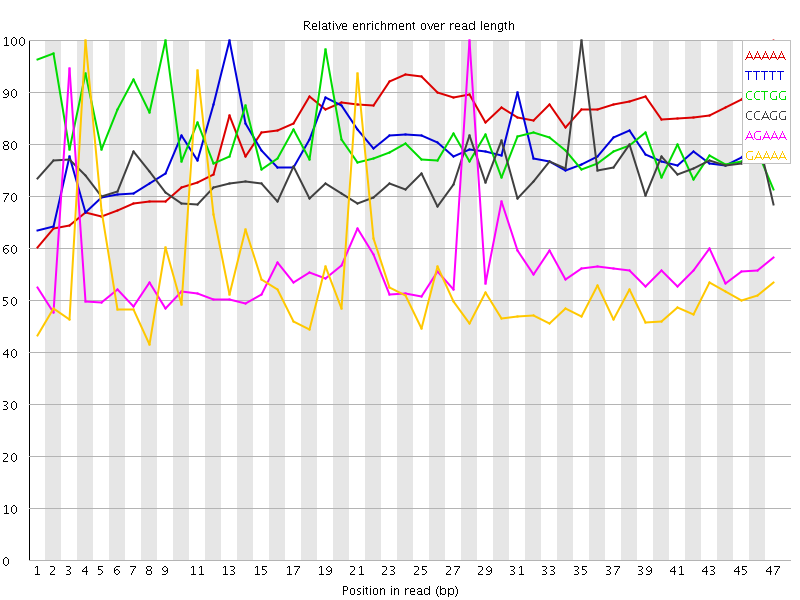 Relative enrichment over read length
100
90
80
70
60
50
40
30
20
10
0
AAAAA
TTTTT
CCTGG
CCAGG
AGAAA
GAAAA
1 2 3 4 5 6 7 8 9 11 13 15 17 19 21 23 25 27 29 31 33 35 37 39 41 43 45 47
Position in read (bp)